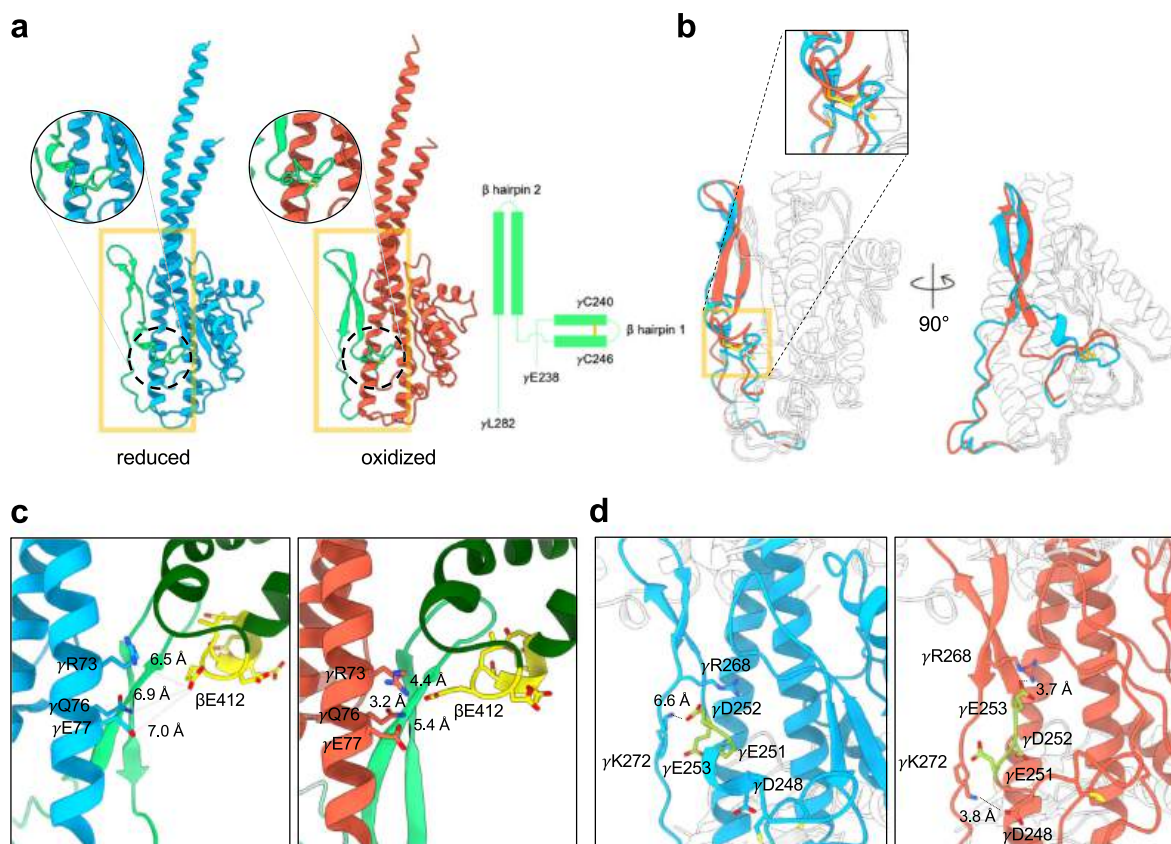 a
b
β hairpin 2
γC240
β hairpin 1
γC246
γE238
γL282
90°
reduced
oxidized
c
d
γR73
6.5 Å
6.9 Å
βE412
γQ76
γE77
7.0 Å
γR73
4.4 Å
3.2 Å
γQ76
βE412
5.4 Å
γE77
γR268
6.6 Å
γD252
γE251
γK272
γE253
γD248
γR268
3.7 Å
γE253
γD252
γK272
γE251
3.8 Å
γD248